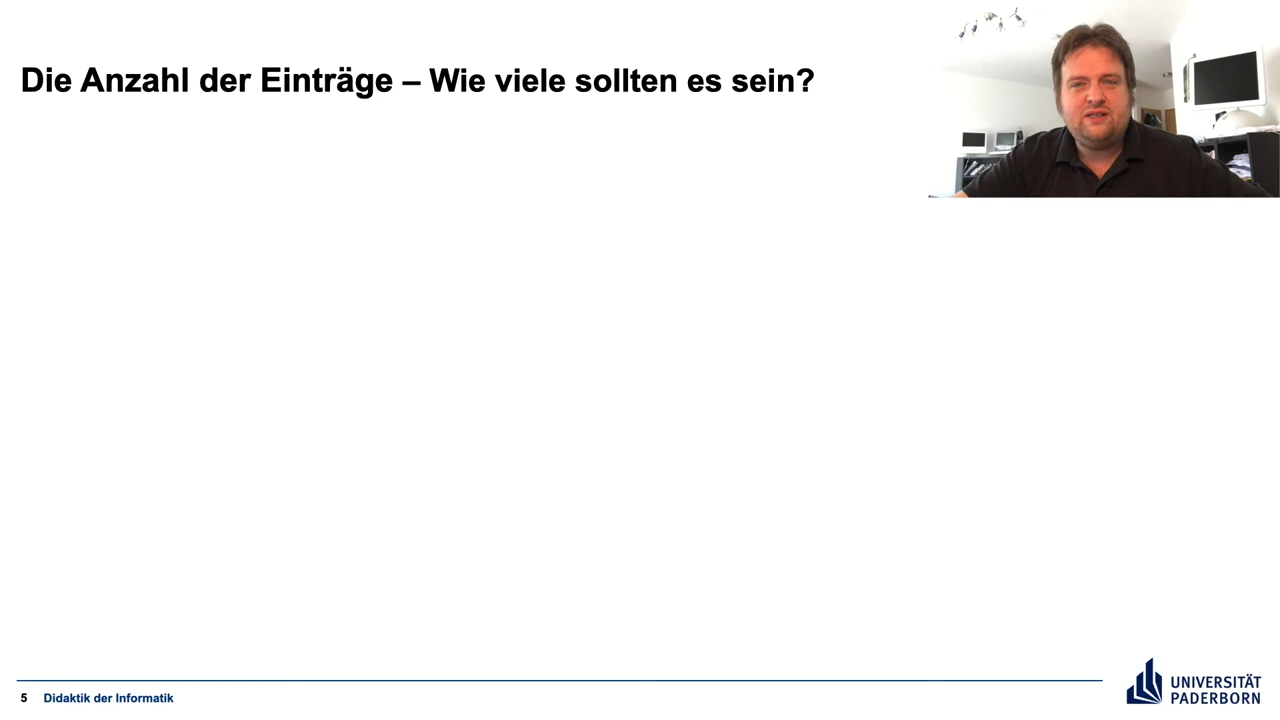 Die Anzahl der Einträge – Wie viele sollten es sein?
5 Didaktik der Informatik
UNIVERSITÄT
PADERBORN